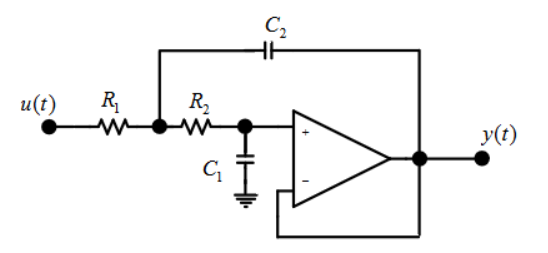 C₂
u(t)
R₁
R₂
+
y(t)
C₁
−